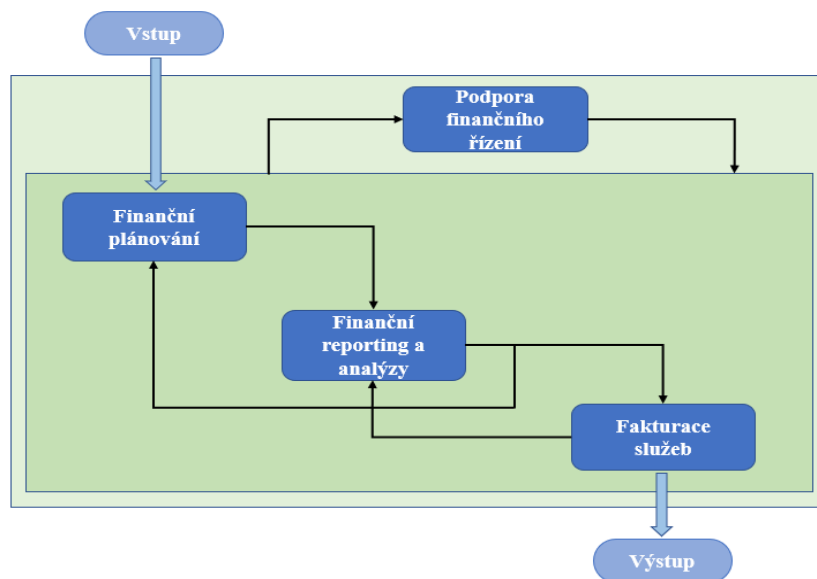 Vstup
Podpora
finančního
řízení
Finanční
plánování
Finanční
reporting a
analýzy
Fakturace
služeb
Výstup